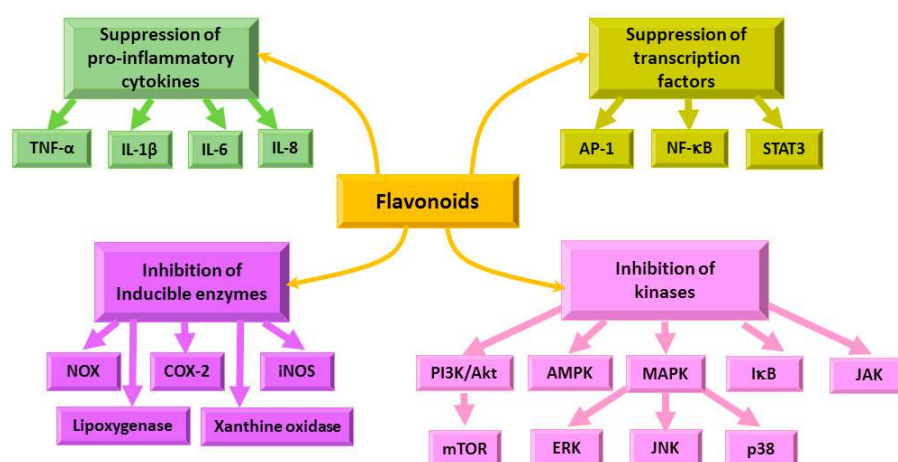 Suppression of
pro-inflammatory
cytokines
TNF-α
IL-1β
IL-6
IL-8
Suppression of
transcription
factors
AP-1
NF-κB
STAT3
Flavonoids
Inhibition of
Inducible enzymes
NOX
COX-2
iNOS
Lipoxygenase
Xanthine oxidase
Inhibition of
kinases
PI3K/Akt
AMPK
MAPK
IκB
JAK
mTOR
ERK
JNK
p38